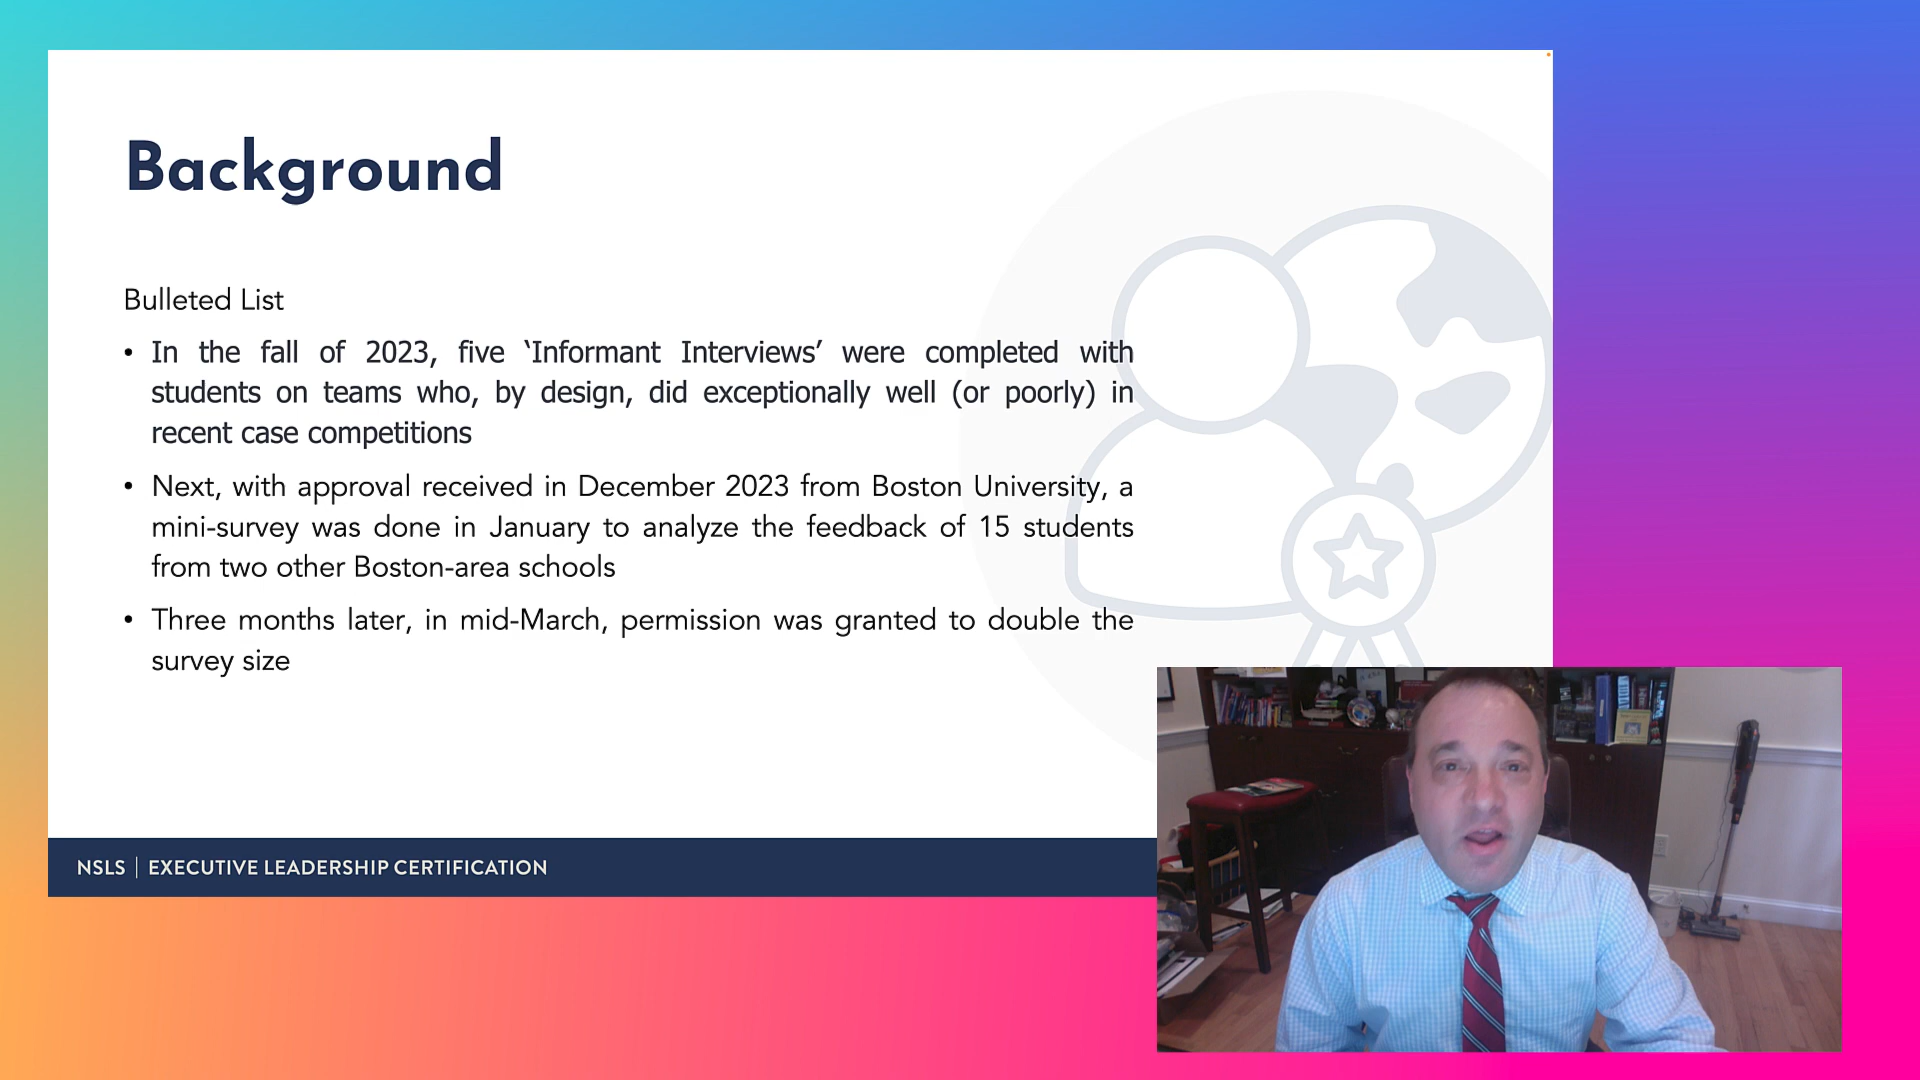 Background
Bulleted List
• In the fall of 2023, five ‘Informant Interviews’ were completed with
students on teams who, by design, did exceptionally well (or poorly) in
recent case competitions
• Next, with approval received in December 2023 from Boston University, a
mini-survey was done in January to analyze the feedback of 15 students
from two other Boston-area schools
• Three months later, in mid-March, permission was granted to double the
survey size
NSLS | EXECUTIVE LEADERSHIP CERTIFICATION